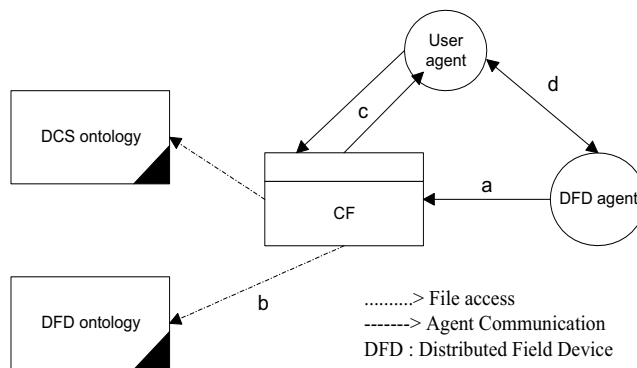 User
agent
d
c
DCS ontology
a
CF
DFD agent
b
DFD ontology
..........> File access
-------> Agent Communication
DFD : Distributed Field Device